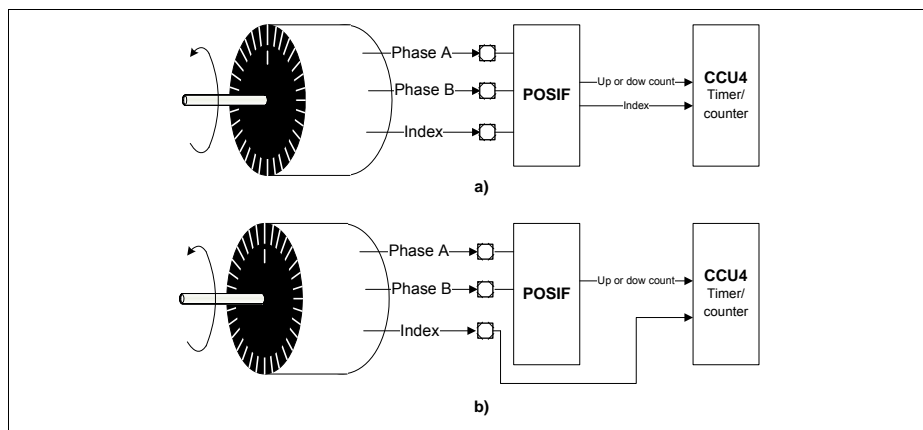 Phase A
Phase B
Index
POSIF
Up or dow count
Index
CCU4
Timer/
counter
a)
Phase A
Phase B
Index
POSIF
Up or dow count
CCU4
Timer/
counter
b)